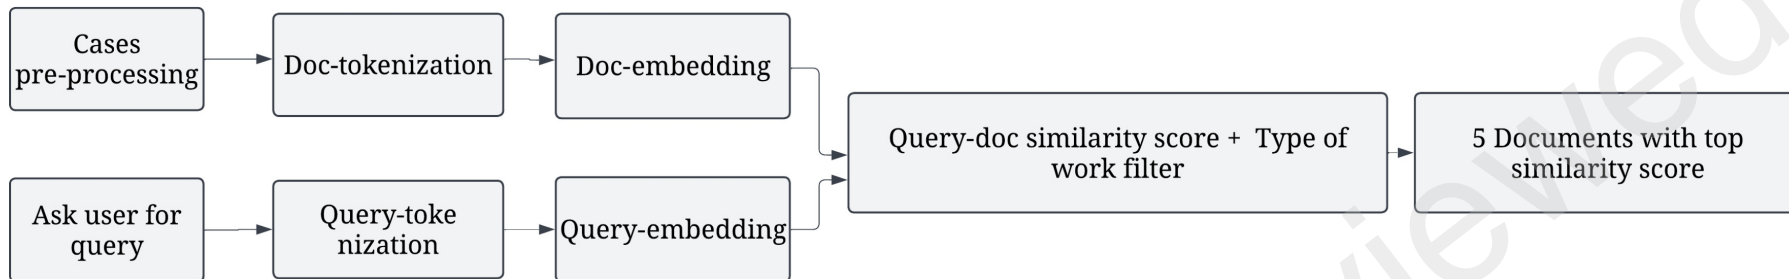 Cases
pre-processing
Doc-tokenization
Doc-embedding
Query-doc similarity score +  Type of
work filter
5 Documents with top
similarity score
Ask user for
query
Query-toke
nization
Query-embedding
iewed